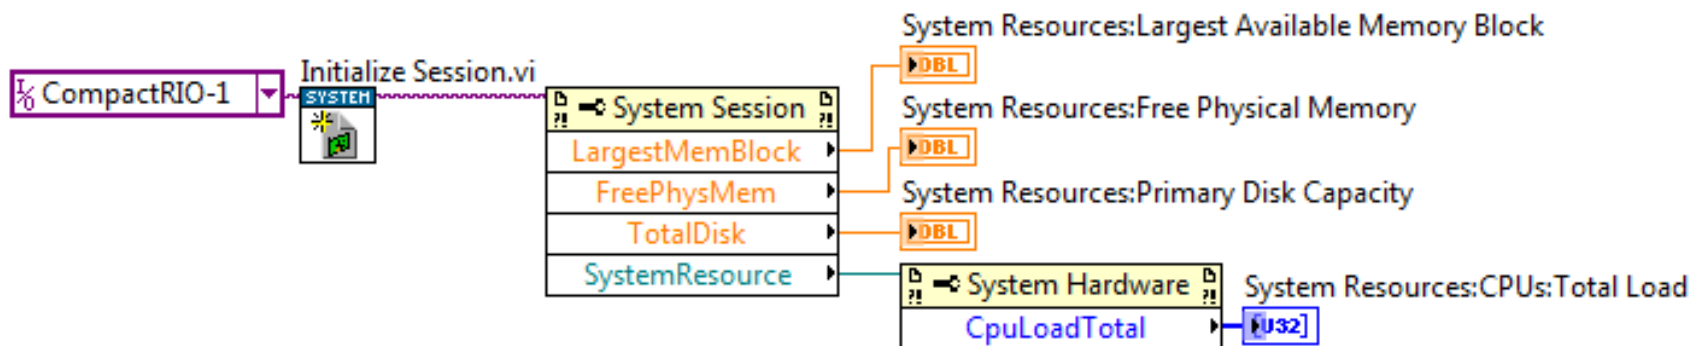 System Resources:Largest Available Memory Block
DBL
Initialize Session.vi
I/O CompactRIO-1
SYSTEM
System Session
?!
?!
System Resources:Free Physical Memory
LargestMemBlock
DBL
FreePhysMem
System Resources:Primary Disk Capacity
TotalDisk
DBL
SystemResource
System Hardware
?!
?!
System Resources:CPUs:Total Load
CpuLoadTotal
[U32]